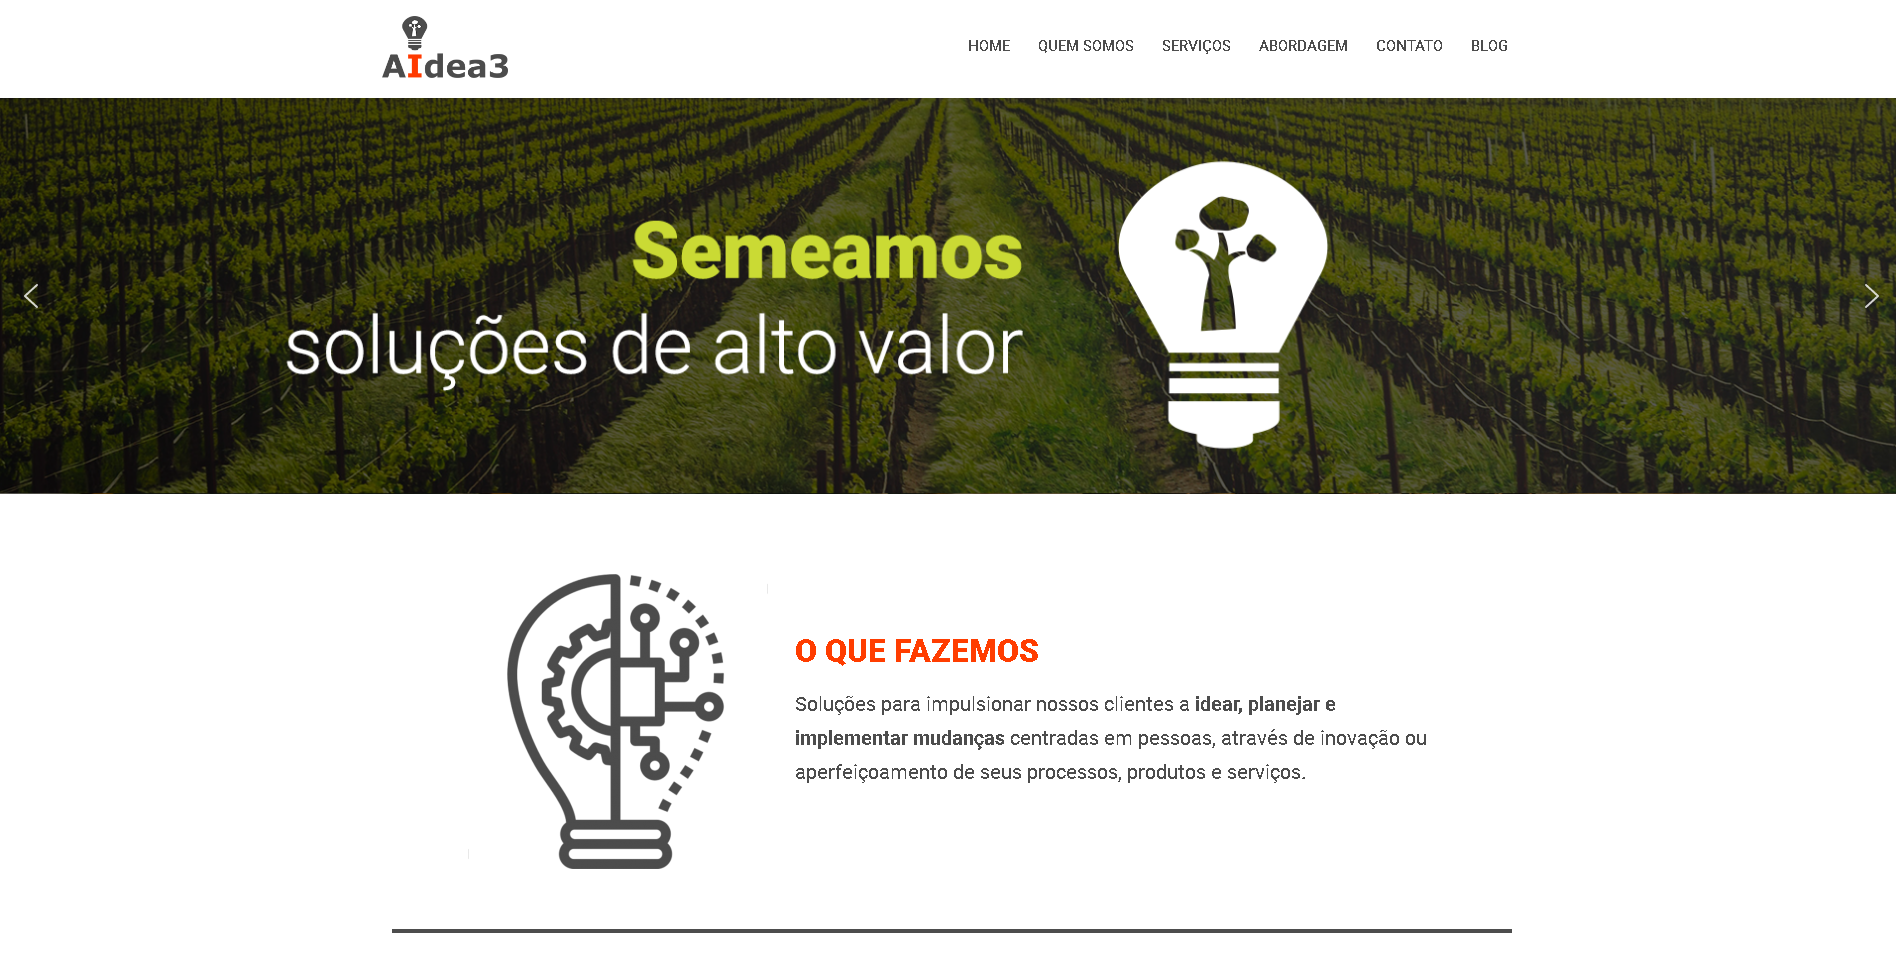 AIdea3
HOME QUEM SOMOS SERVIÇOS ABORDAGEM CONTATO BLOG
Semeamos
soluções de alto valor
O QUE FAZEMOS
Soluções para impulsionar nossos clientes a idear, planejar e
implementar mudanças centradas em pessoas, através de inovação ou
aperfeiçoamento de seus processos, produtos e serviços.